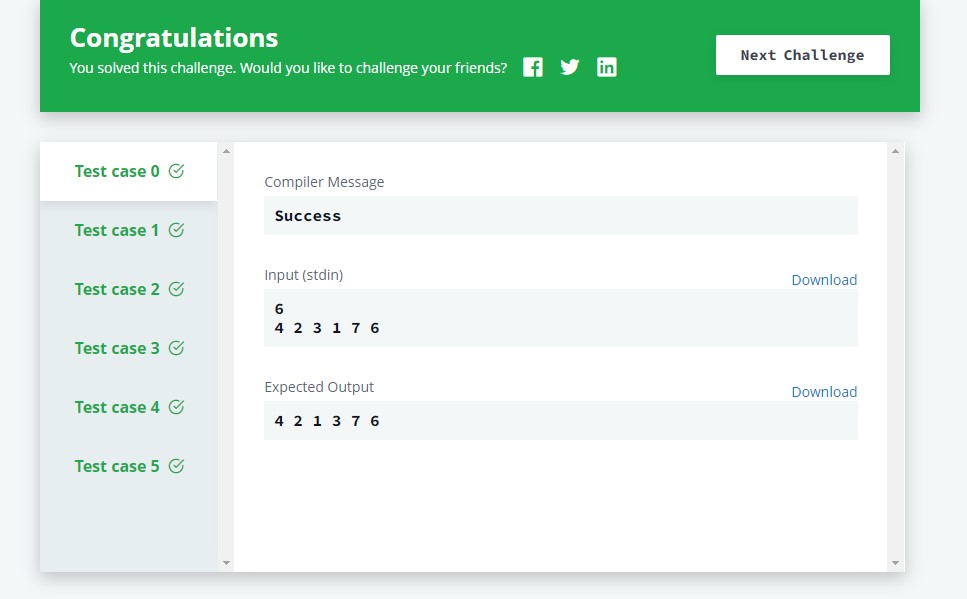 Congratulations
You solved this challenge. Would you like to challenge your friends?
Next Challenge
Test case 0
Test case 1
Test case 2
Test case 3
Test case 4
Test case 5
Compiler Message
Success
Input (stdin)
Download
6
4 2 3 1 7 6
Expected Output
Download
4 2 1 3 7 6